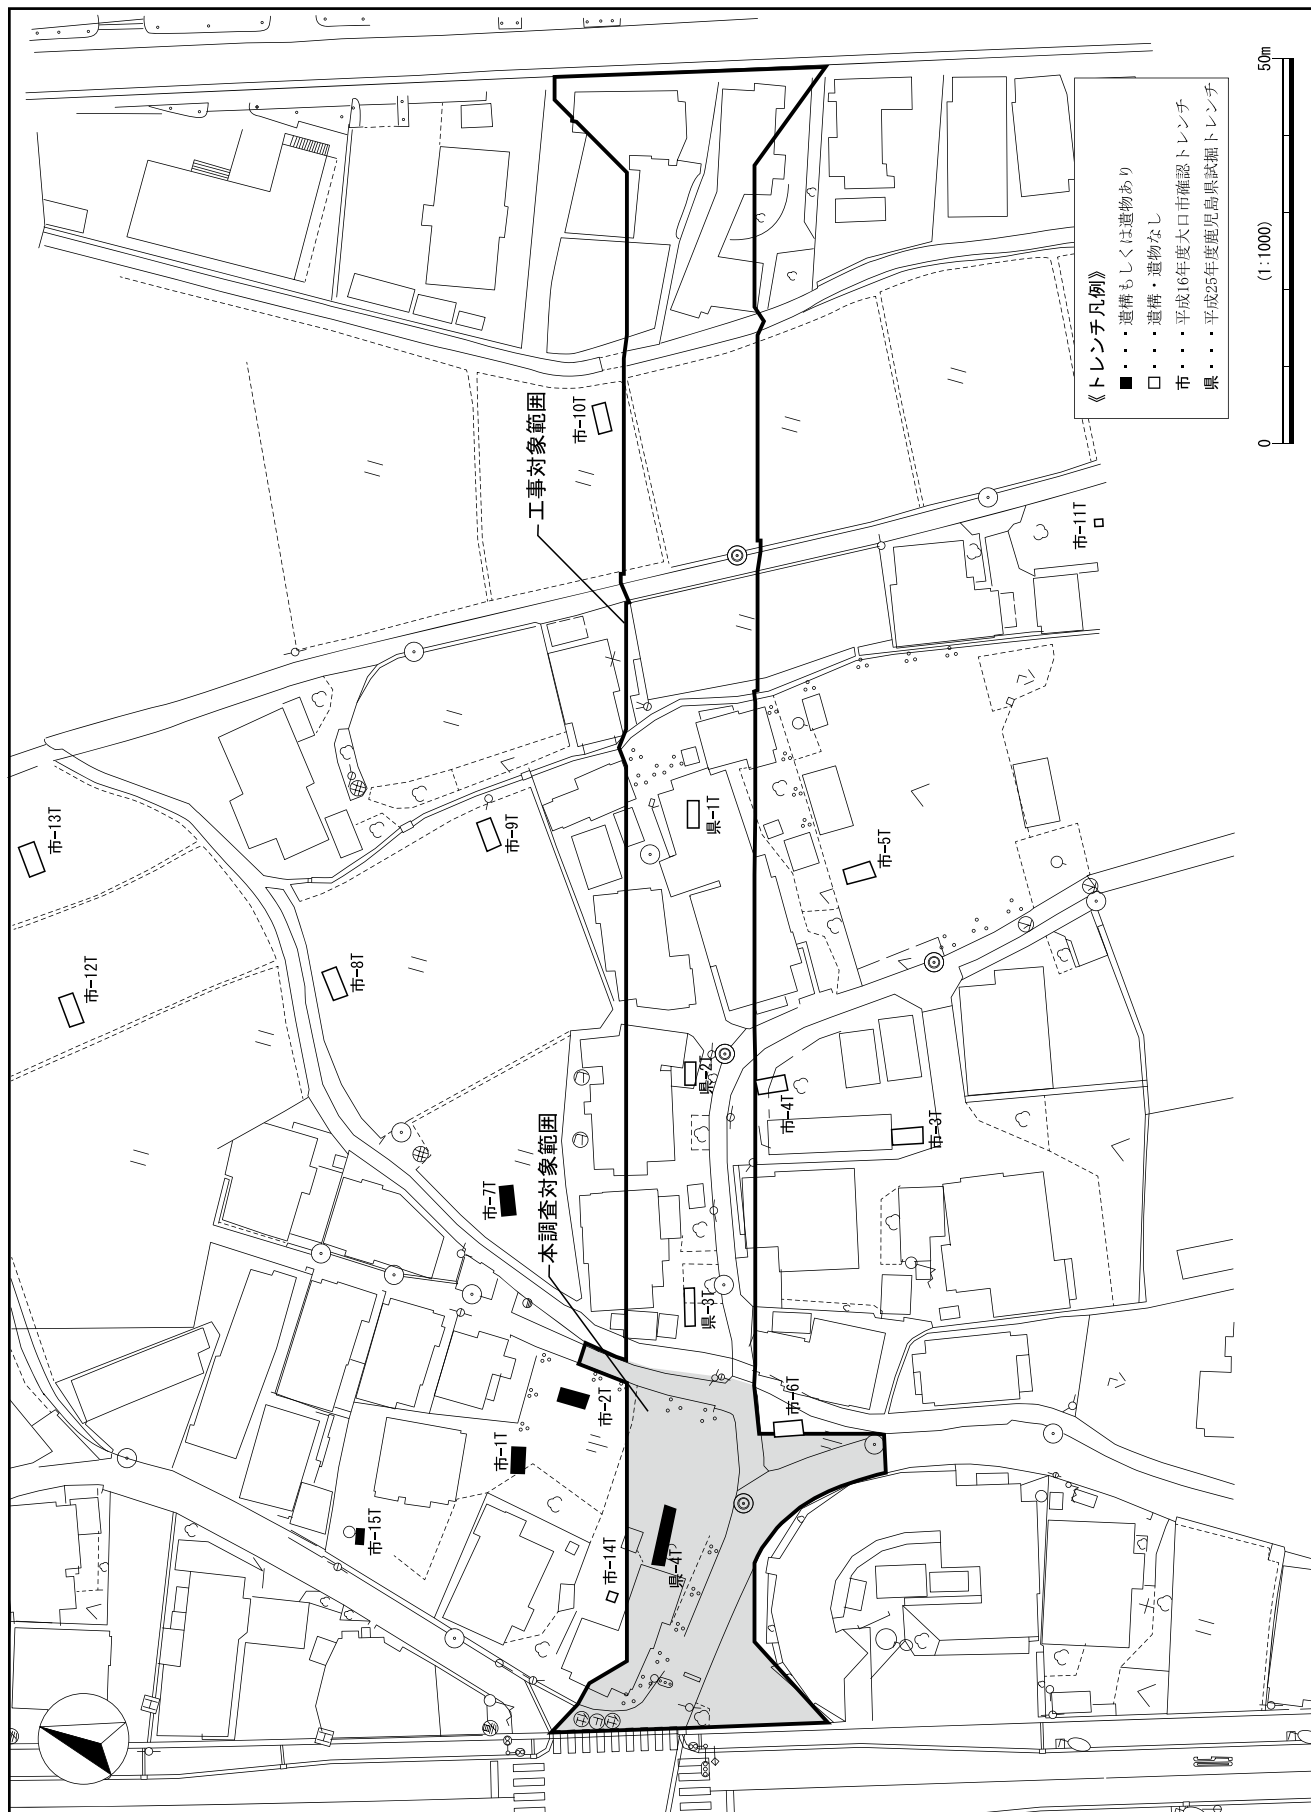 工事対象範囲
本調査対象範囲
市-10T
市-11T
市-13T
市-12T
市-9T
市-8T
県-1T
市-5T
県-2T
市-4T
市-3T
市-7T
県-3T
市-6T
市-2T
市-1T
市-15T
市-14T
県-4T
《トレンチ凡例》
■・・・遺構もしくは遺物あり
□・・・遺構・遺物なし
市・・・平成16年度大口市確認トレンチ
県・・・平成25年度鹿児島県試掘トレンチ
0 (1:1000) 50m